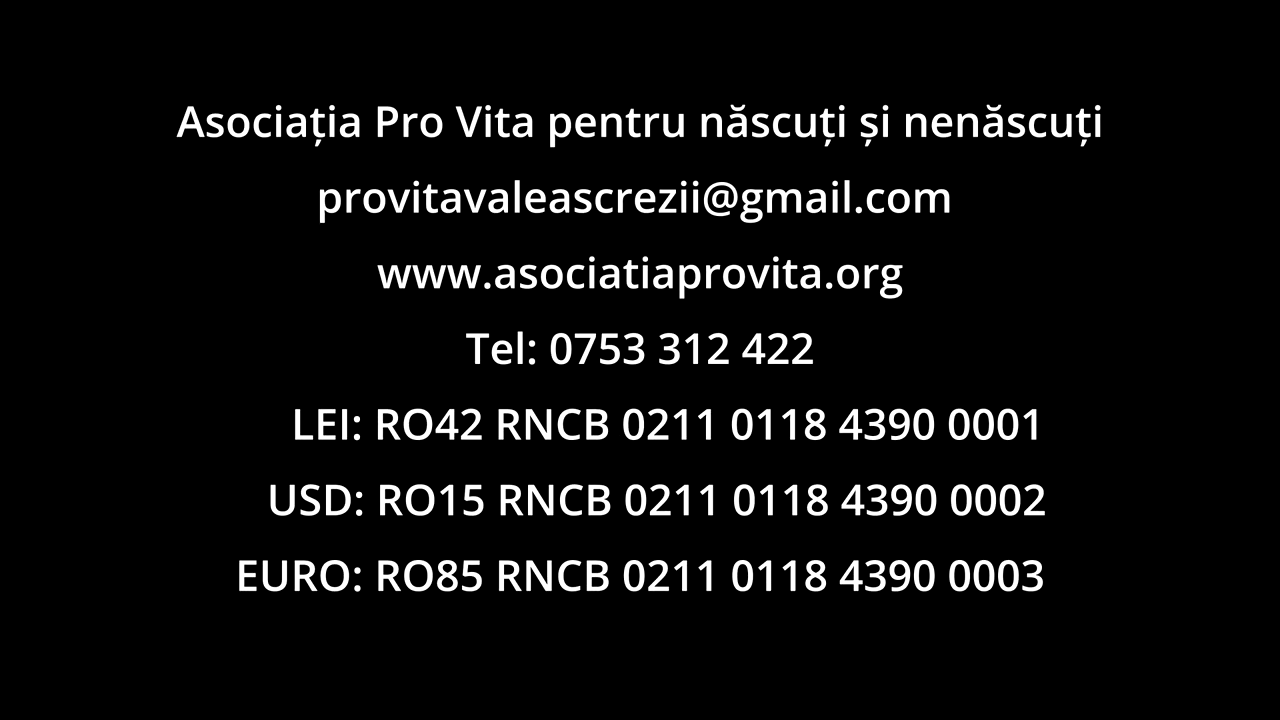 Asociația Pro Vita pentru născuți și nenăscuți
provitavaleascrezii@gmail.com
www.asociatiaprovita.org
Tel: 0753 312 422
LEI: RO42 RNCB 0211 0118 4390 0001
USD: RO15 RNCB 0211 0118 4390 0002
EURO: RO85 RNCB 0211 0118 4390 0003